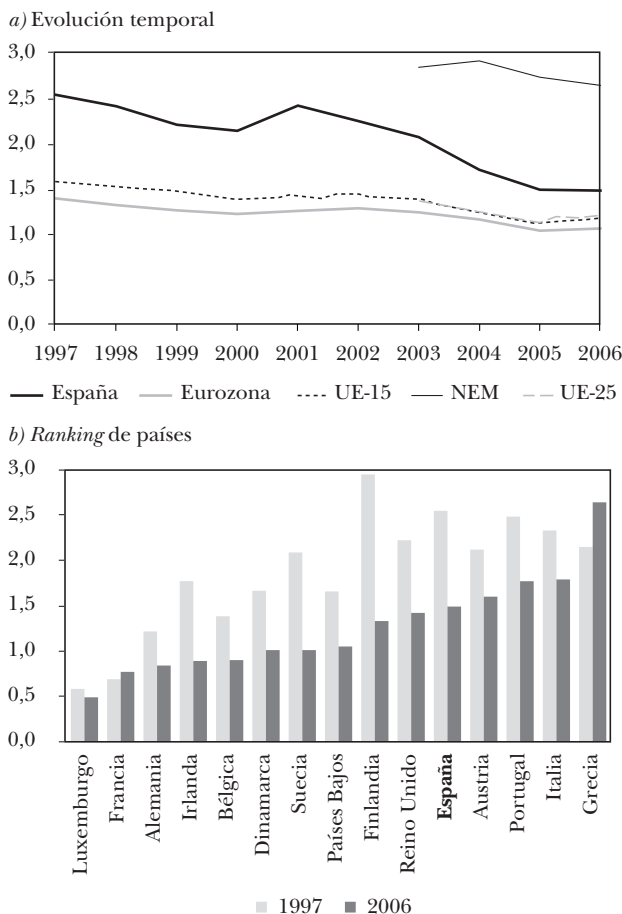 a) Evolución temporal
3,0
2,5
2,0
1,5
1,0
0,5
0,0
1997 1998 1999 2000 2001 2002 2003 2004 2005 2006
España Eurozona UE-15 NEM UE-25
b) Ranking de países
3,0
2,5
2,0
1,5
1,0
0,5
0,0
Luxemburgo
Francia
Alemania
Irlanda
Bélgica
Dinamarca
Suecia
Países Bajos
Finlandia
Reino Unido
España
Austria
Portugal
Italia
Grecia
1997 2006